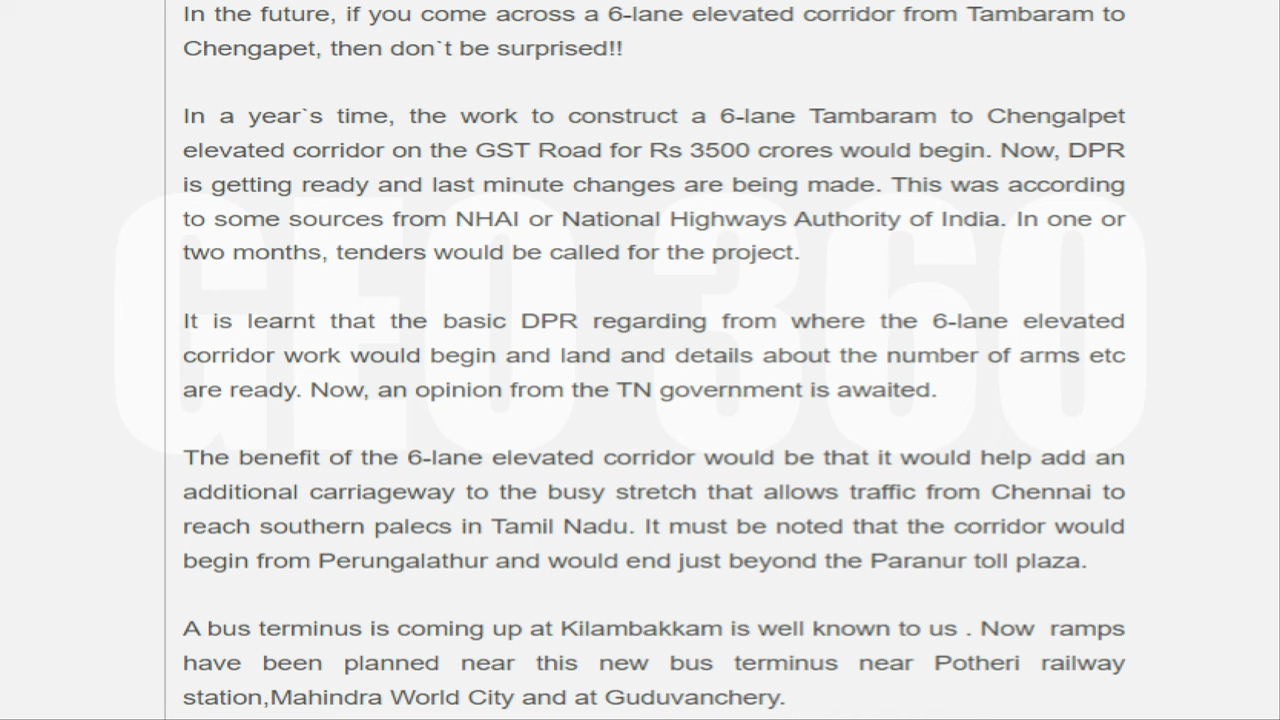 In the future, if you come across a 6-lane elevated corridor from Tambaram to
Chengapet, then don`t be surprised!!
In a year`s time, the work to construct a 6-lane Tambaram to Chengalpet
elevated corridor on the GST Road for Rs 3500 crores would begin. Now, DPR
is getting ready and last minute changes are being made. This was according
to some sources from NHAI or National Highways Authority of India. In one or
two months, tenders would be called for the project.
It is learnt that the basic DPR regarding from where the 6-lane elevated
corridor work would begin and land and details about the number of arms etc
are ready. Now, an opinion from the TN government is awaited.
GEO 360
The benefit of the 6-lane elevated corridor would be that it would help add an
additional carriageway to the busy stretch that allows traffic from Chennai to
reach southern palecs in Tamil Nadu. It must be noted that the corridor would
begin from Perungalathur and would end just beyond the Paranur toll plaza.
A bus terminus is coming up at Kilambakkam is well known to us . Now  ramps
have been planned near this new bus terminus near Potheri railway
station,Mahindra World City and at Guduvanchery.